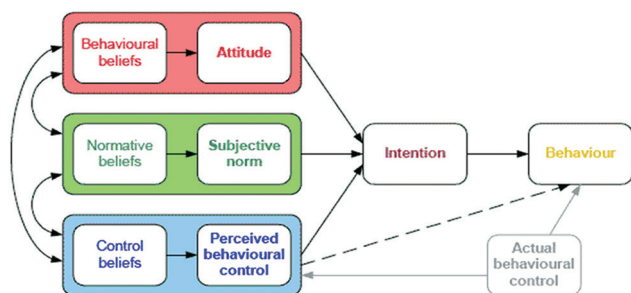 Behavioural
beliefs
Attitude
Normative
beliefs
Subjective
norm
Intention
Behaviour
Control
beliefs
Perceived
behavioural
control
Actual
behavioural
control